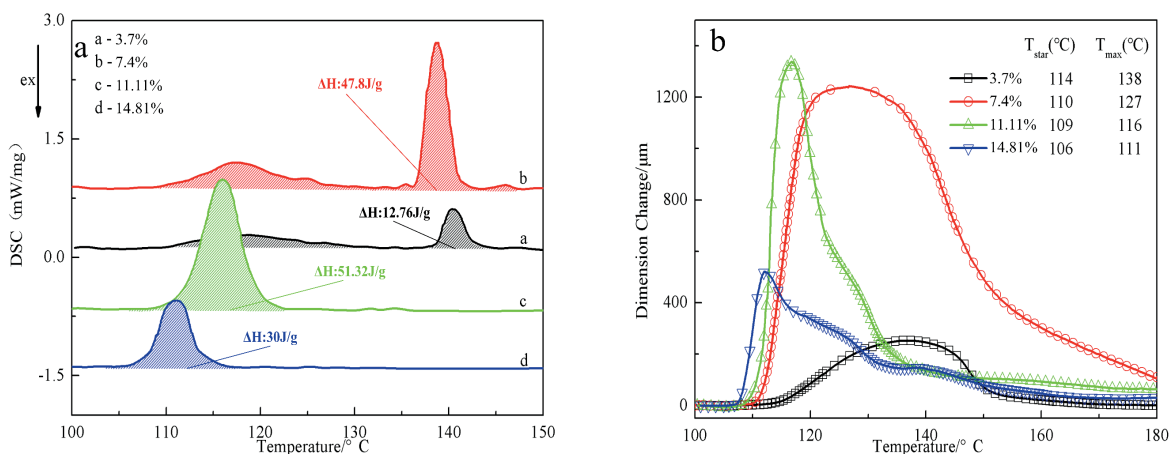 a
a - 3.7%
b - 7.4%
c - 11.11%
d - 14.81%
ex
3.0
1.5
0.0
-1.5
DSC (mW/mg)
ΔH:47.8J/g
b
ΔH:12.76J/g
a
ΔH:51.32J/g
c
ΔH:30J/g
d
100 110 120 130 140 150
Temperature/° C
b
Tstar(℃) Tmax(℃)
3.7% 114 138
7.4% 110 127
11.11% 109 116
14.81% 106 111
1200
800
400
0
Dimension Change/μm
100 120 140 160 180
Temperature/° C